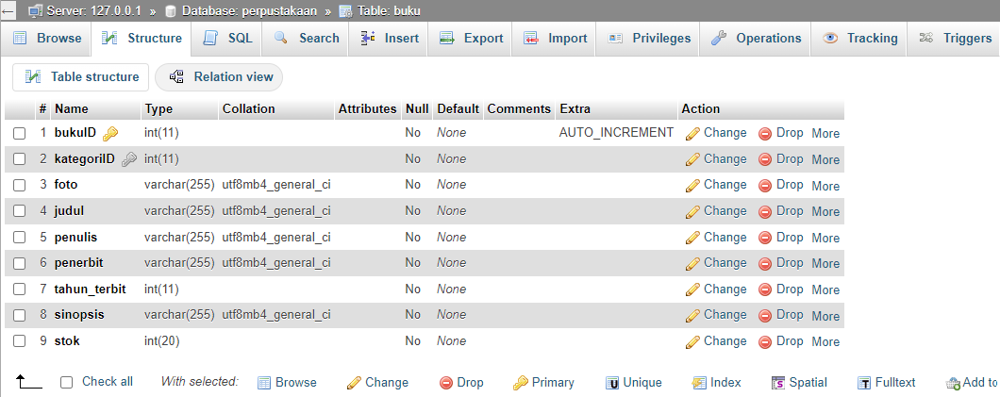 Server: 127.0.0.1 » Database: perpustakaan » Table: buku
Browse Structure SQL Search Insert Export Import Privileges Operations Tracking Triggers
Table structure Relation view
# Name Type Collation Attributes Null Default Comments Extra Action
1 bukuID int(11) No None AUTO_INCREMENT Change Drop More
2 kategoriID int(11) No None Change Drop More
3 foto varchar(255) utf8mb4_general_ci No None Change Drop More
4 judul varchar(255) utf8mb4_general_ci No None Change Drop More
5 penulis varchar(255) utf8mb4_general_ci No None Change Drop More
6 penerbit varchar(255) utf8mb4_general_ci No None Change Drop More
7 tahun_terbit int(11) No None Change Drop More
8 sinopsis varchar(255) utf8mb4_general_ci No None Change Drop More
9 stok int(20) No None Change Drop More
Check all With selected: Browse Change Drop Primary Unique Index Spatial Fulltext Add to